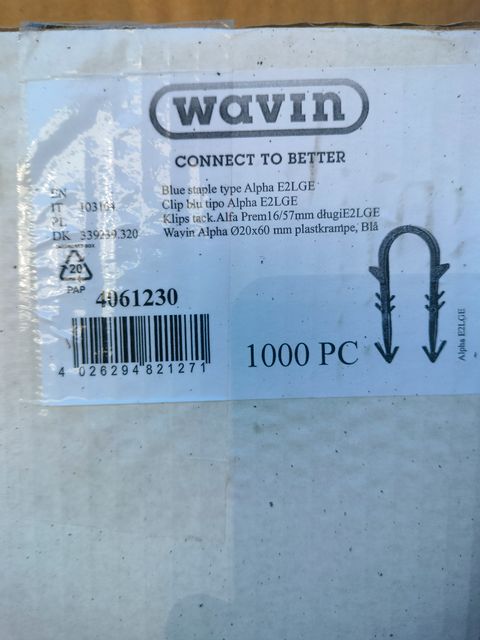 wavin
CONNECT TO BETTER
EN Blue staple type Alpha E2LGE
IT 103164 Clip blu tipo Alpha E2LGE
PL Klips tack.Alfa Prem16/57mm długiE2LGE
DK 339239.320 Wavin Alpha Ø20x60 mm plastkrampe, Blå
20
PAP
4061230
4 026294 821271
1000 PC
Alpha E2LGE